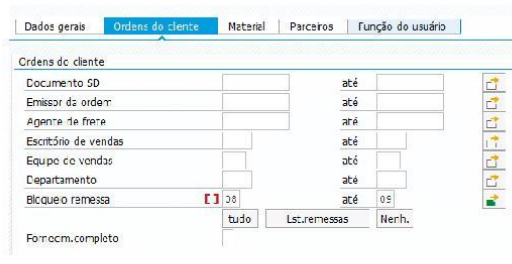 Dados gerais Ordens do cliente Material Parceiros Função do usuário
Ordens do cliente
Documento SD até
Emissor da ordem até
Agente de frete até
Escritório de vendas até
Equipe de vendas até
Departamento até
Bloqueio remessa [ ] 08 até 09
tudo Lst.remessas Nenh.
Fornecm.completo